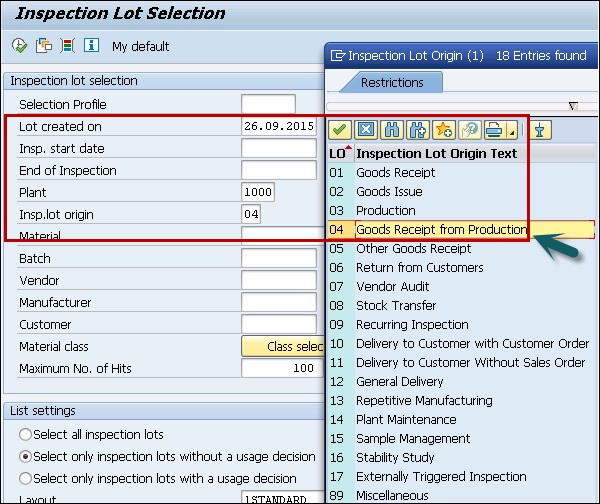 Inspection Lot Selection
My default
Inspection lot selection
Selection Profile
Lot created on 26.09.2015
Insp. start date
End of Inspection
Plant 1000
Insp.lot origin 04
Material
Batch
Vendor
Manufacturer
Customer
Material class Class selec
Maximum No. of Hits 100
List settings
Select all inspection lots
Select only inspection lots without a usage decision
Select only inspection lots with a usage decision
Layout 1STANDARD
Inspection Lot Origin (1) 18 Entries found
Restrictions
LO Inspection Lot Origin Text
01 Goods Receipt
02 Goods Issue
03 Production
04 Goods Receipt from Production
05 Other Goods Receipt
06 Return from Customers
07 Vendor Audit
08 Stock Transfer
09 Recurring Inspection
10 Delivery to Customer with Customer Order
11 Delivery to Customer Without Sales Order
12 General Delivery
13 Repetitive Manufacturing
14 Plant Maintenance
15 Sample Management
16 Stability Study
17 Externally Triggered Inspection
89 Miscellaneous